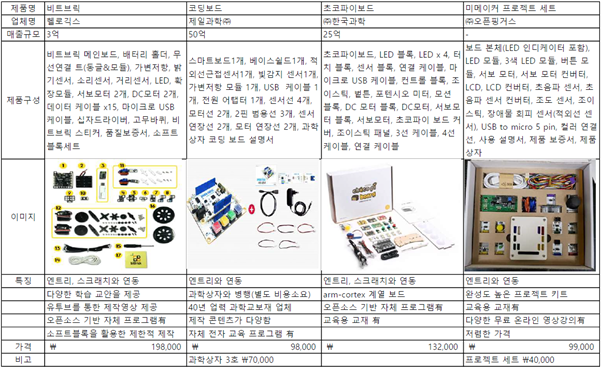 제품명 비트브릭 코딩보드 초코파이보드 미메이커 프로젝트 세트
업체명 헬로긱스 제일과학㈜ ㈜한국과학 ㈜오픈핑거스
매출규모 3억 50억 25억 -
제품구성
비트브릭 메인보드, 배터리 홀더, 무
선연결 트(동글&모듈), 가변저항, 밝
기센서, 소리센서, 거리센서, LED, 확
장모듈, 서보모터 2개, DC모터 2개,
데이터 케이블 x15, 마이크로 USB
케이블, 십자드라이버, 고무바퀴, 비
트브릭 스티커, 품질보증서, 소프트
블록세트
스마트보드1개, 베이스쉴드1개, 적
외선근접센서1개, 빛감지 센서1개,
가변저항 모듈 1개, USB 케이블 1
개, 전원 어탭터 1개, 센서선 4개,
모터선 2개, 2핀 범용선 3개, 센서
연장선 2개, 모터 연장선 2개, 과학
상자 코딩 보드 설명서
초코파이보드, LED 블록, LED x 4, 터
치 블록, 센서 블록, 연결 케이블, 마
이크로 USB 케이블, 컨트롤 블록, 조
이스틱, 벝튼, 포텐시오 미터, 모션
블록, DC 모터 블록, DC모터, 서보모
터 블록, 서보모터, 초코파이보드 커
버, 조이스틱 패널, 3선 케이블, 4선
케이블, 연결 케이블
보드 본체(LED 인디케이터 포함),
LED 모듈, 3색 LED 모듈, 버튼 모
듈, 서보 모터, 서보 모터 컨버터,
LCD, LCD 컨버터, 초음파 센서, 초
음파 센서 컨버터, 조도 센서, 조이
스틱, 장애물 회피 센서(적외선 센
서), USB to micro 5 pin, 컬러 연결
선, 사용 설명서, 제품 보증서, 제품
상자
이미지
특징 엔트리, 스크래치와 연동 엔트리와 연동 엔트리, 스크래치와 연동 엔트리와 연동
다양한 학습 교안을 제공 과학상자와 병행(별도 비용소요) arm-cortex 계열 보드 완성도 높은 프로젝트 키트
유투브를 통한 제작영상 제공 40년 업력 과학교보재 업체 오픈소스 기반 자체 프로그램有 교육용 교재有
오픈소스 기반 자체 프로그램有 제작 콘텐츠가 다양함 교육용 교재 有 다양한 무료 온라인 영상강의有
소프트블록을 활용한 제한적 제작 자체 전자 교육 프로그램 有 저렴한 가격
가격 ₩ 198,000 ₩ 98,000 ₩ 132,000 ₩ 99,000
비고 과학상자 3호 ₩70,000 프로젝트 세트 ₩40,000